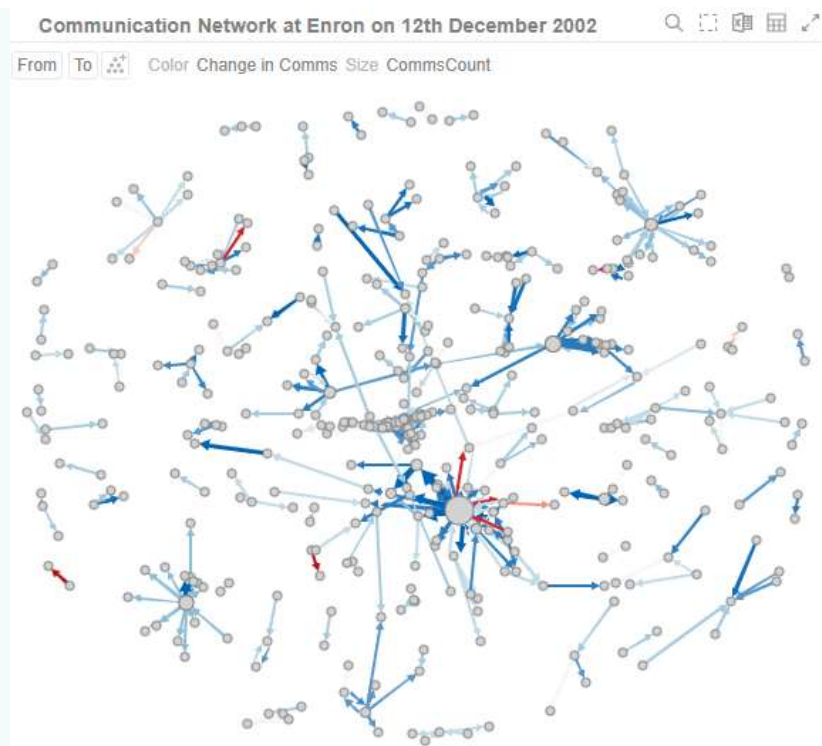 Communication Network at Enron on 12th December 2002
From To Color Change in Comms Size CommsCount